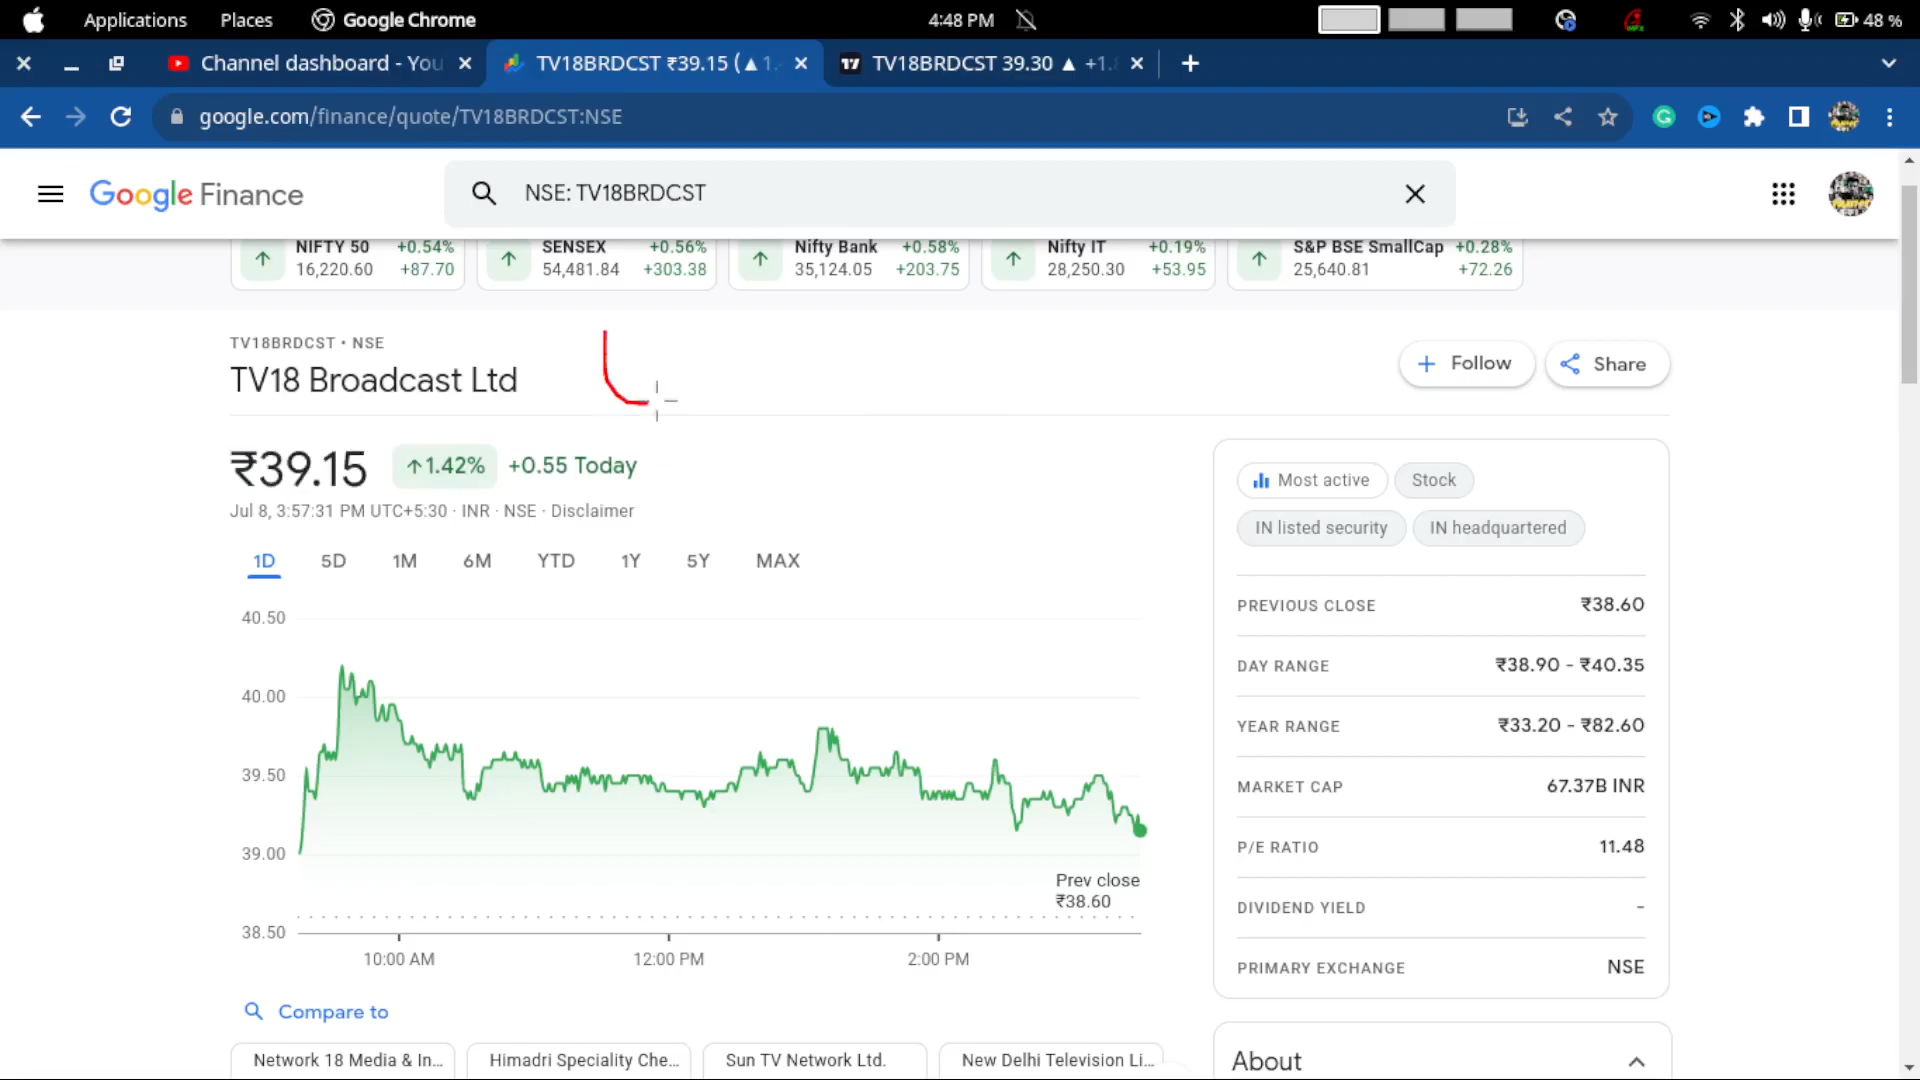 Applications Places Google Chrome 4:48 PM 48 %
Channel dashboard - You TV18BRDCST ₹39.15 (▲ 1. TV18BRDCST 39.30 ▲ +1.
google.com/finance/quote/TV18BRDCST:NSE
Google Finance NSE: TV18BRDCST
NIFTY 50 +0.54% SENSEX +0.56% Nifty Bank +0.58% Nifty IT +0.19% S&P BSE SmallCap +0.28%
16,220.60 +87.70 54,481.84 +303.38 35,124.05 +203.75 28,250.30 +53.95 25,640.81 +72.26
TV18BRDCST • NSE
TV18 Broadcast Ltd
Follow Share
₹39.15 1.42% +0.55 Today
Jul 8, 3:57:31 PM UTC+5:30 · INR · NSE · Disclaimer
1D 5D 1M 6M YTD 1Y 5Y MAX
40.50
40.00
39.50
39.00
38.50
Prev close
₹38.60
10:00 AM 12:00 PM 2:00 PM
Compare to
Network 18 Media & In... Himadri Speciality Che... Sun TV Network Ltd. New Delhi Television Li...
Most active Stock
IN listed security IN headquartered
PREVIOUS CLOSE ₹38.60
DAY RANGE ₹38.90 - ₹40.35
YEAR RANGE ₹33.20 - ₹82.60
MARKET CAP 67.37B INR
P/E RATIO 11.48
DIVIDEND YIELD -
PRIMARY EXCHANGE NSE
About